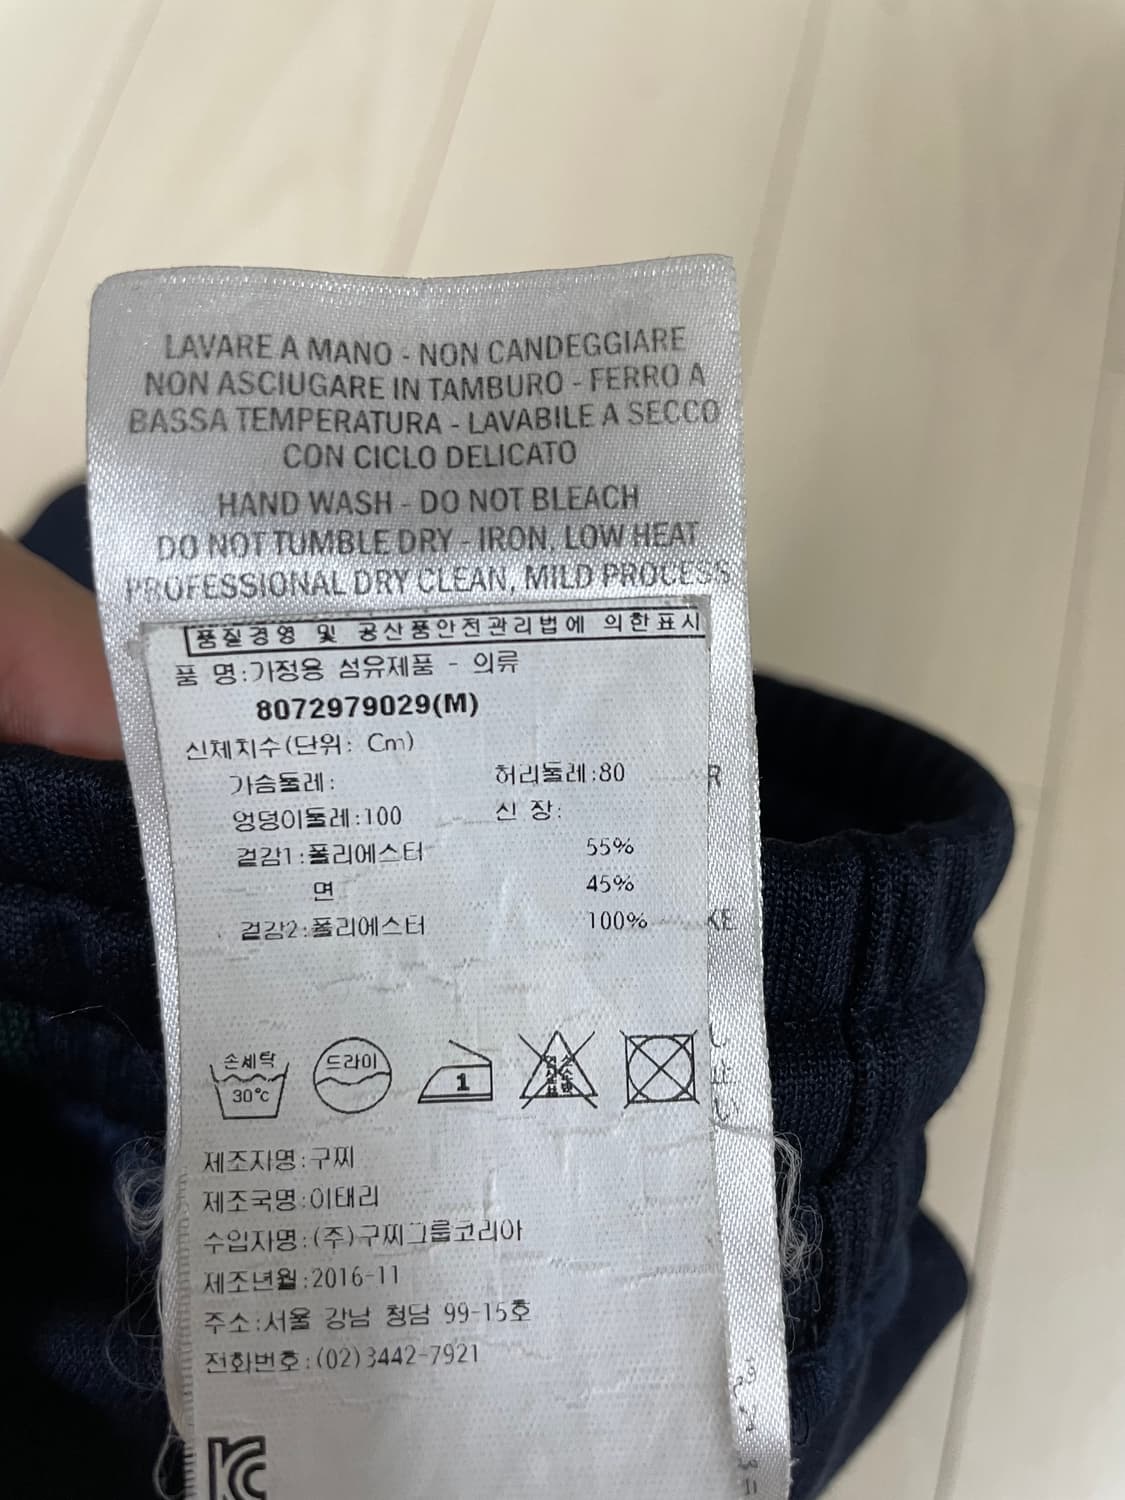 LAVARE A MANO - NON CANDEGGIARE
NON ASCIUGARE IN TAMBURO - FERRO A
BASSA TEMPERATURA - LAVABILE A SECCO
CON CICLO DELICATO
HAND WASH - DO NOT BLEACH
DO NOT TUMBLE DRY - IRON, LOW HEAT
PROFESSIONAL DRY CLEAN, MILD PROCESS
품질경영 및 공산품안전관리법에 의한표시
품 명:가정용 섬유제품 - 의류
8072979029(M)
신체치수(단위: Cm)
가슴둘레: 허리둘레:80
엉덩이둘레:100 신 장:
겉감1:폴리에스터 55%
면 45%
겉감2:폴리에스터 100%
손세탁 드라이
30°c 1
제조자명:구찌
제조국명:이태리
수입자명:(주)구찌그룹코리아
제조년월:2016-11
주소:서울 강남 청담 99-15호
전화번호:(02)3442-7921